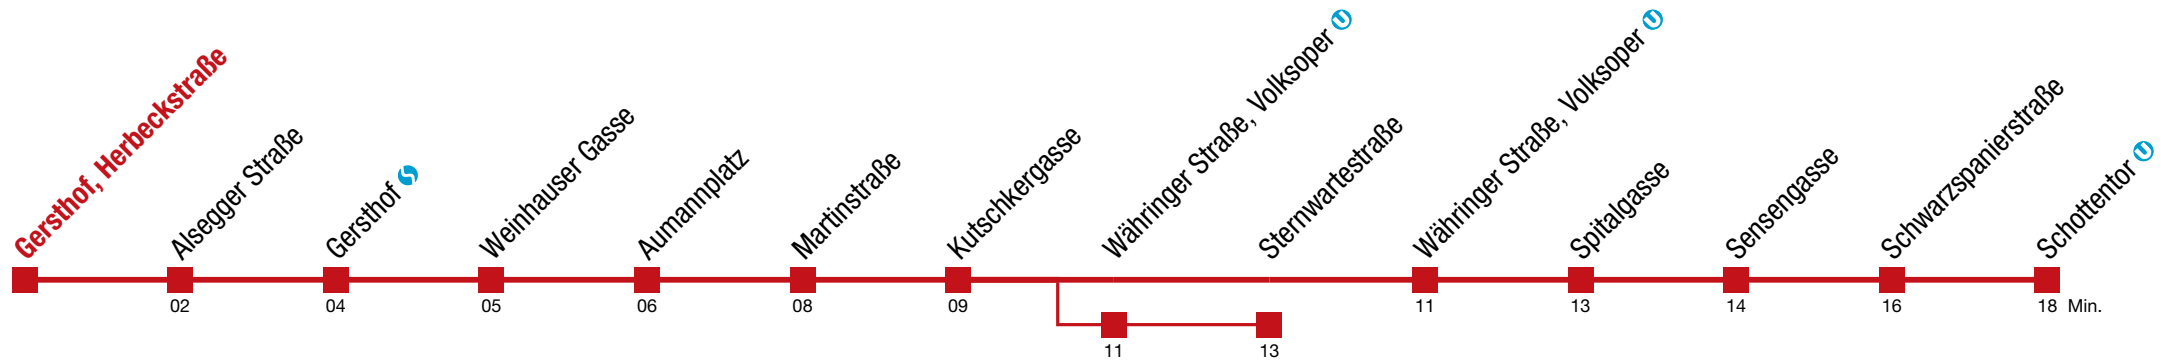 Gersthof, Herbeckstraße
Alsegger Straße
Gersthof
Weinhauser Gasse
Aumannplatz
Martinstraße
Kutschkergasse
Währinger Straße, Volksoper
Sternwartestraße
Währinger Straße, Volksoper
Spitalgasse
Sensengasse
Schwarzspanierstraße
Schottentor
02
04
05
06
08
09
11
13
14
16
18 Min.
11
13